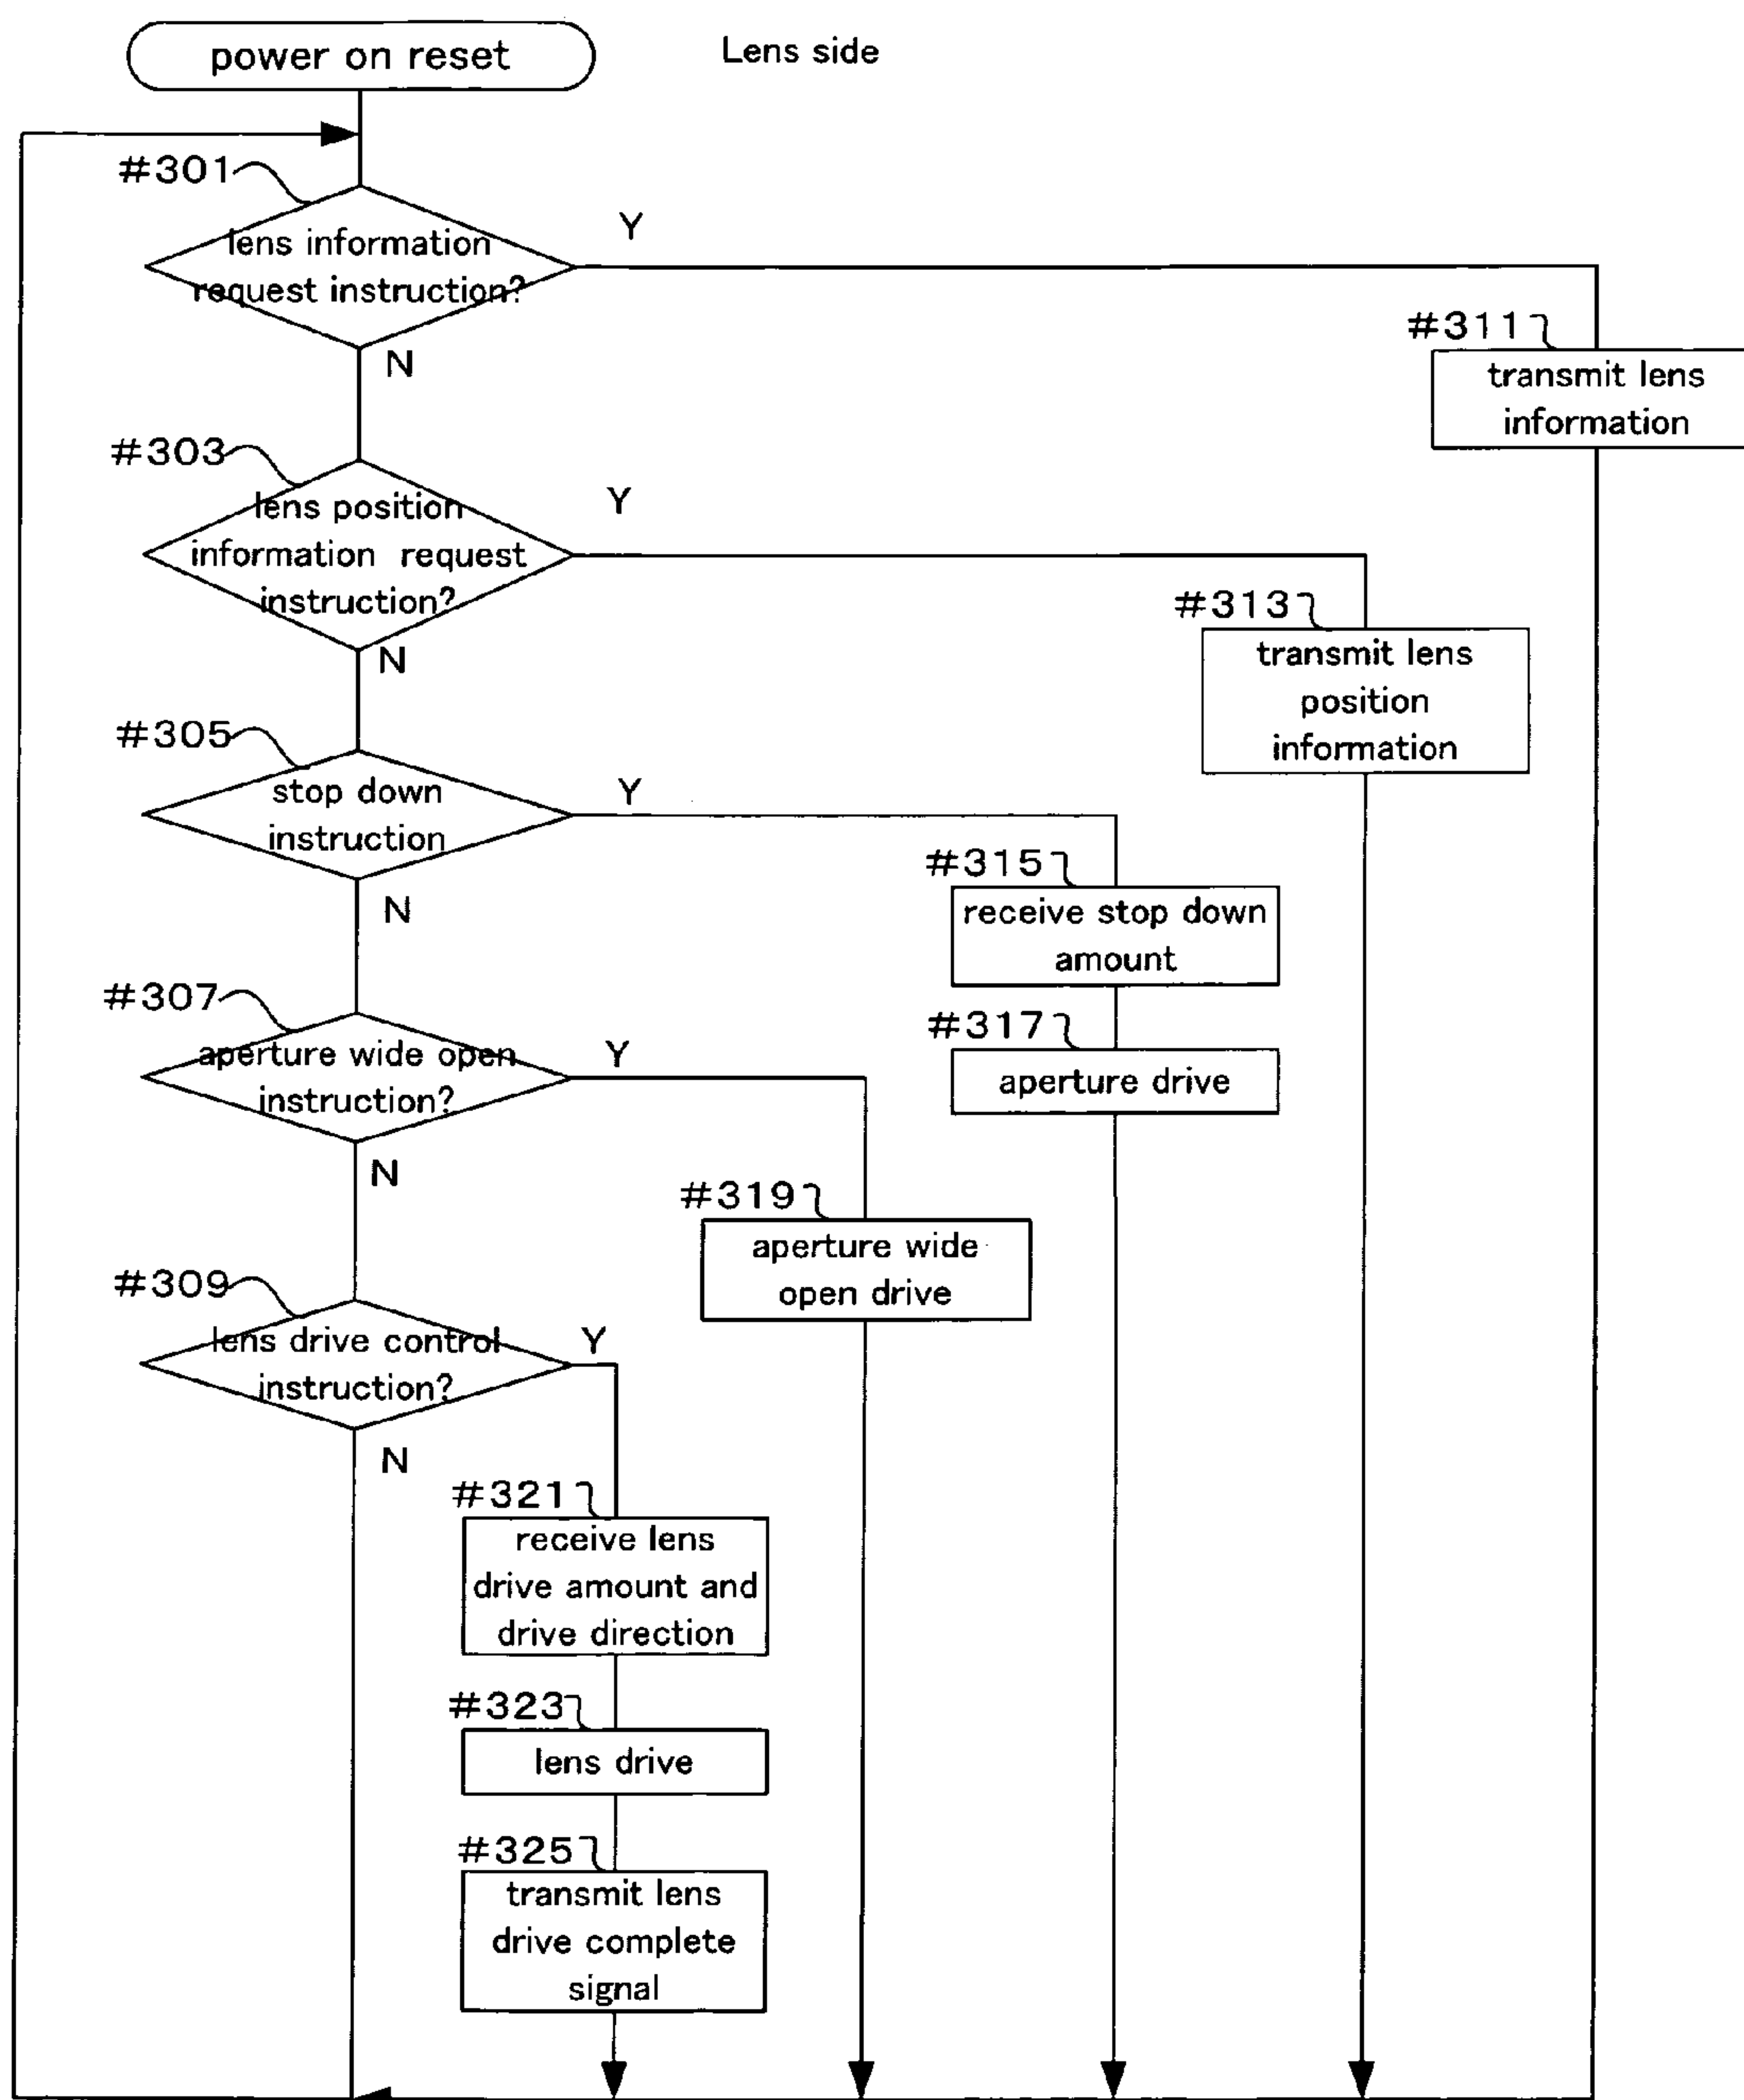 power on reset
Lens side
#301
lens information
request instruction?
Y
N
#311
transmit lens
information
#303
lens position
information request
instruction?
Y
N
#313
transmit lens
position
information
#305
stop down
instruction
Y
N
#315
receive stop down
amount
#317
aperture drive
#307
aperture wide open
instruction?
Y
N
#319
aperture wide
open drive
#309
lens drive control
instruction?
Y
N
#321
receive lens
drive amount and
drive direction
#323
lens drive
#325
transmit lens
drive complete
signal